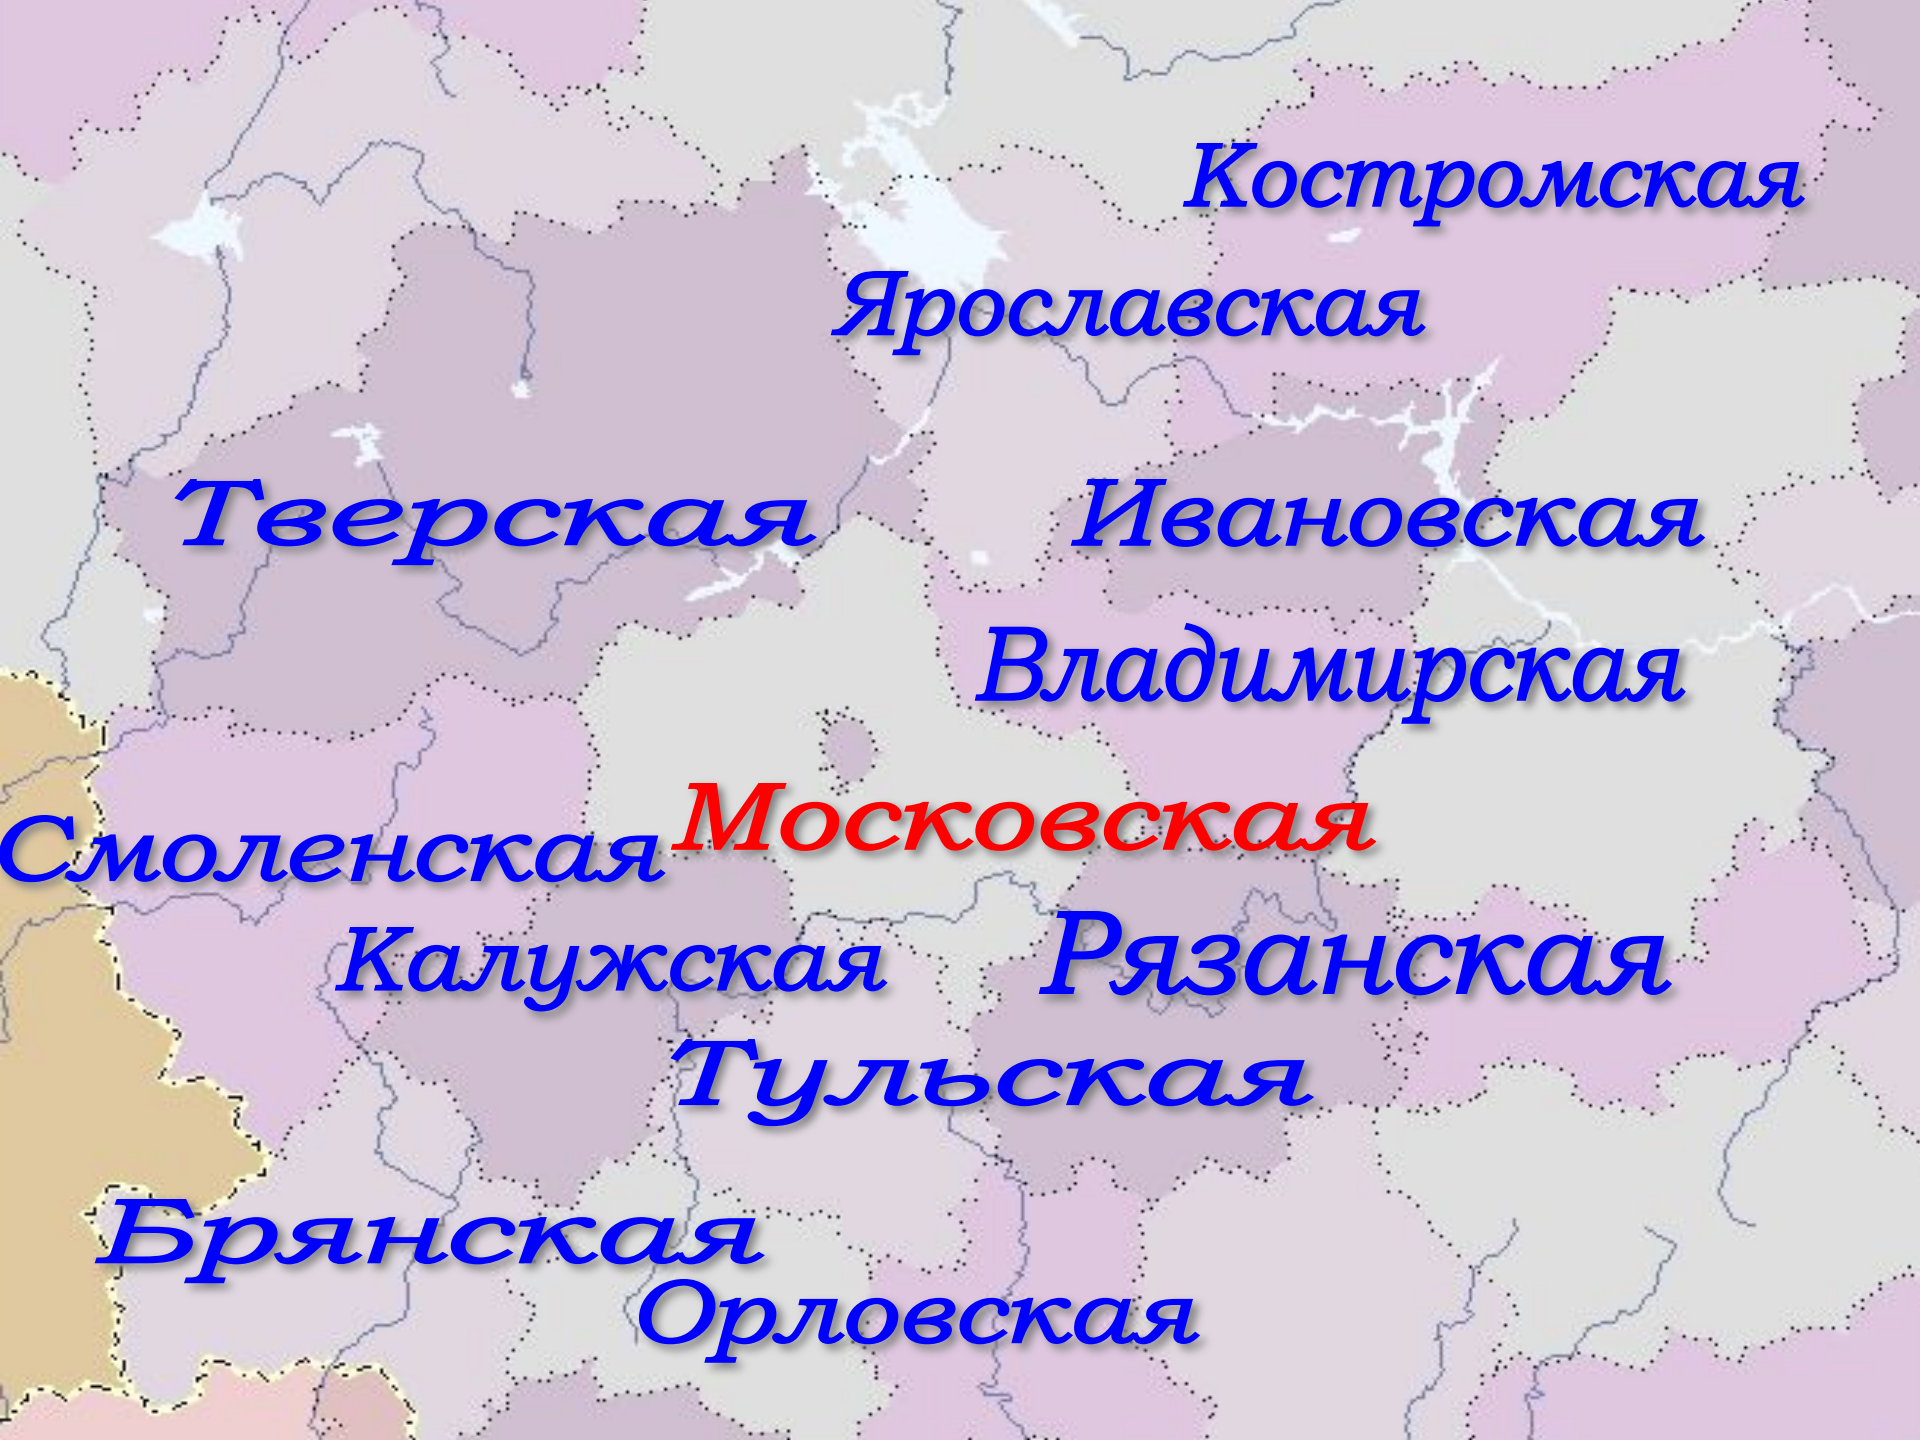 Костромская
Ярославская
Тверская
Ивановская
Владимирская
Московская
Смоленская
Калужская
Рязанская
Тульская
Брянская
Орловская